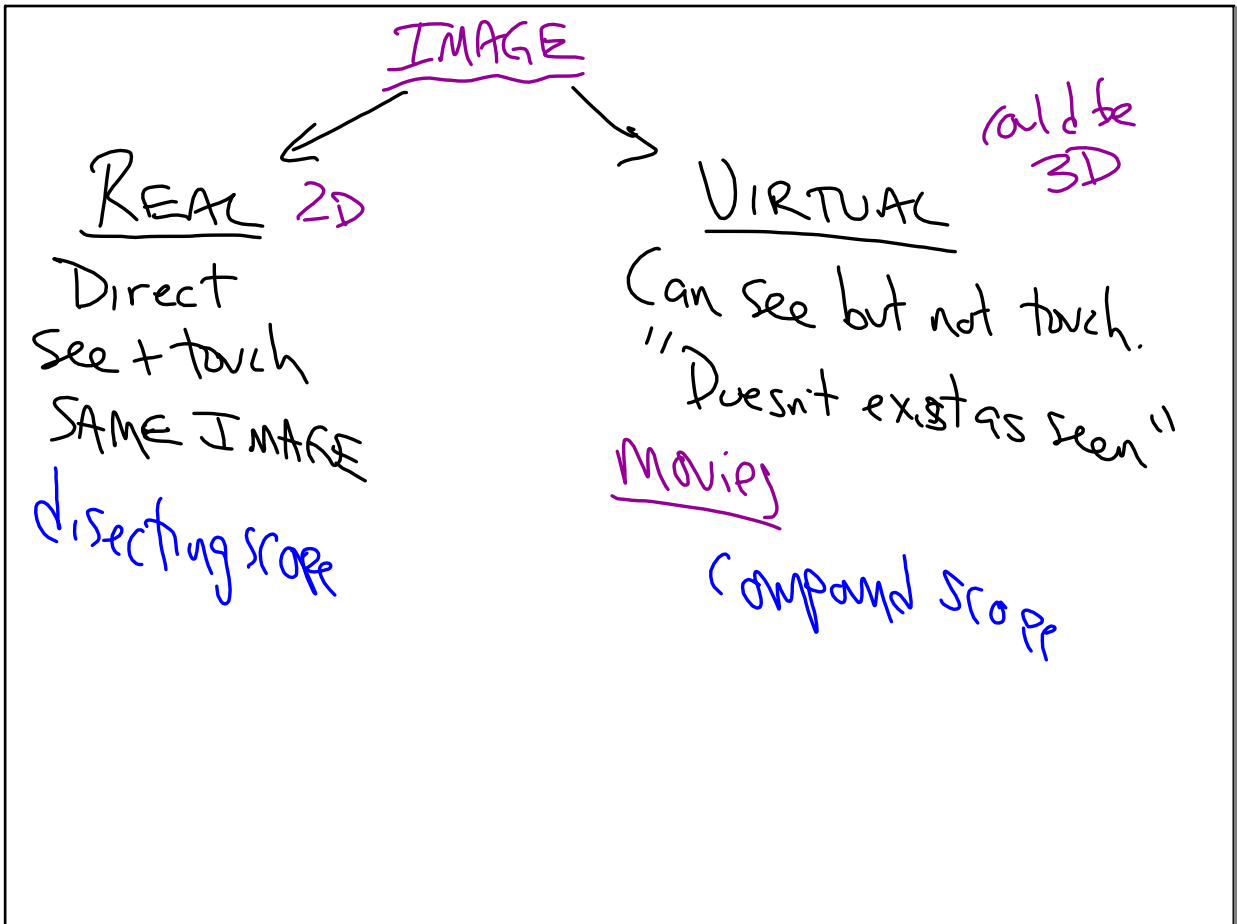 IMAGE
REAL 2D
Direct
See + touch
SAME IMAGE
disecting scope
could be
3D
VIRTUAL
Can see but not touch.
"Doesn't exist as seen"
Movies
Compound scope